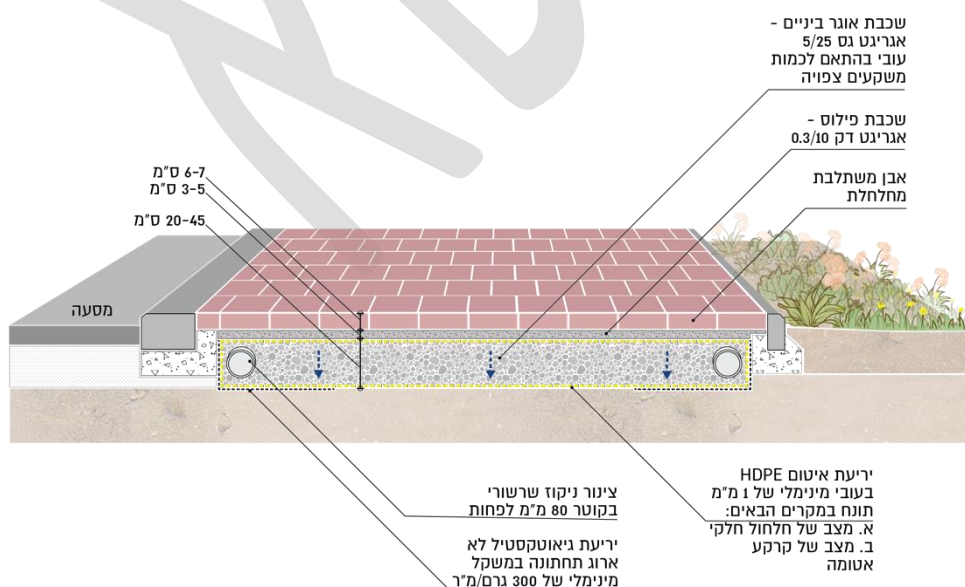 שכבת אוגר ביניים -
אגריגט גס 5/25
עובי בהתאם לכמות
משקעים צפויה
שכבת פילוס -
אגריגט דק 0.3/10
אבן משתלבת
מחלחלת
6-7 ס"מ
3-5 ס"מ
20-45 ס"מ
מסעה
יריעת איטום HDPE
בעובי מינימלי של 1 מ"מ
תונח במקרים הבאים:
א. מצב של חלחול חלקי
ב. מצב של קרקע
אטומה
צינור ניקוז שרשורי
בקוטר 80 מ"מ לפחות
יריעת גיאוטקסטיל לא
ארוג תחתונה במשקל
מינימלי של 300 גרם/מ"ר